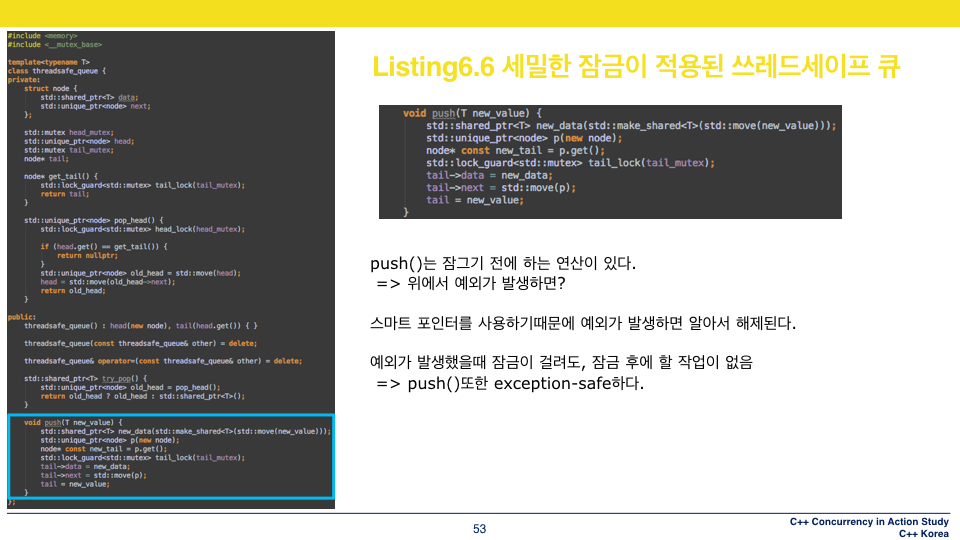 #include <memory>
#include <__mutex_base>
template<typename T>
class threadsafe_queue {
private:
struct node {
std::shared_ptr<T> data;
std::unique_ptr<node> next;
};
std::mutex head_mutex;
std::unique_ptr<node> head;
std::mutex tail_mutex;
node* tail;
node* get_tail() {
std::lock_guard<std::mutex> tail_lock(tail_mutex);
return tail;
}
std::unique_ptr<node> pop_head() {
std::lock_guard<std::mutex> head_lock(head_mutex);
if (head.get() == get_tail()) {
return nullptr;
}
std::unique_ptr<node> old_head = std::move(head);
head = std::move(old_head->next);
return old_head;
}
public:
threadsafe_queue() : head(new node), tail(head.get()) { }
threadsafe_queue(const threadsafe_queue& other) = delete;
threadsafe_queue& operator=(const threadsafe_queue& other) = delete;
std::shared_ptr<T> try_pop() {
std::unique_ptr<node> old_head = pop_head();
return old_head ? old_head : std::shared_ptr<T>();
}
void push(T new_value) {
std::shared_ptr<T> new_data(std::make_shared<T>(std::move(new_value)));
std::unique_ptr<node> p(new node);
node* const new_tail = p.get();
std::lock_guard<std::mutex> tail_lock(tail_mutex);
tail->data = new_data;
tail->next = std::move(p);
tail = new_value;
}
};
Listing6.6 세밀한 잠금이 적용된 쓰레드세이프 큐
void push(T new_value) {
std::shared_ptr<T> new_data(std::make_shared<T>(std::move(new_value)));
std::unique_ptr<node> p(new node);
node* const new_tail = p.get();
std::lock_guard<std::mutex> tail_lock(tail_mutex);
tail->data = new_data;
tail->next = std::move(p);
tail = new_value;
}
push()는 잠그기 전에 하는 연산이 있다.
=> 위에서 예외가 발생하면?
스마트 포인터를 사용하기때문에 예외가 발생하면 알아서 해제된다.
예외가 발생했을때 잠금이 걸려도, 잠금 후에 할 작업이 없음
=> push()또한 exception-safe하다.
53
C++ Concurrency in Action Study
C++ Korea